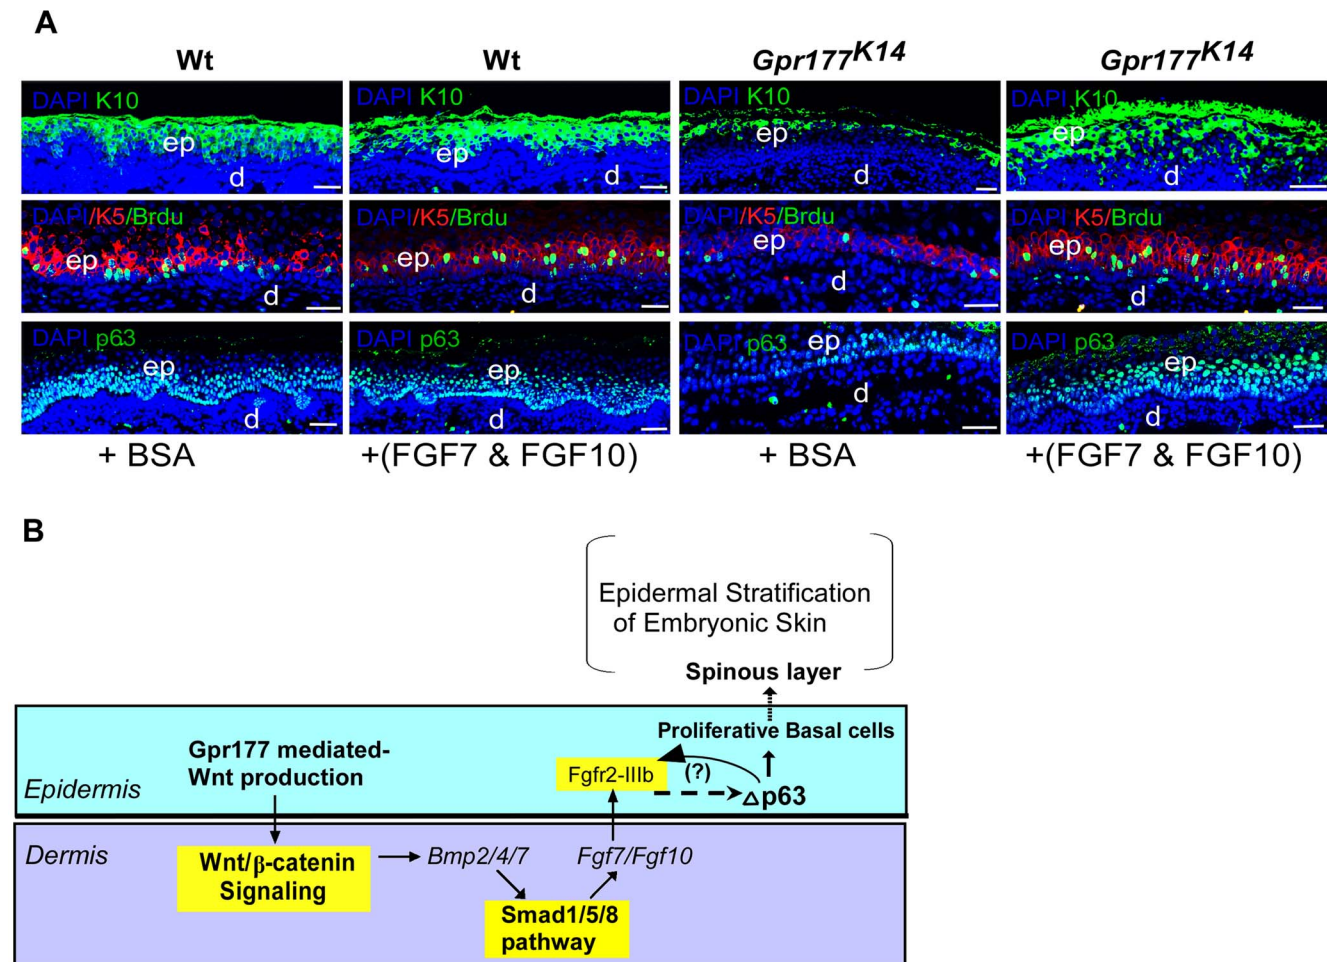 A
Wt Wt Gpr177K14 Gpr177K14
DAPI K10 DAPI K10 DAPI K10 DAPI K10
ep ep ep ep
d d d d
DAPI/K5/Brdu DAPI/K5/Brdu DAPI/K5/Brdu DAPI K5/Brdu
ep ep ep ep
d d d d
DAPI p63 DAPI p63 DAPI p63 DAPI p63
ep ep ep ep
d d d d
+ BSA +(FGF7 & FGF10) + BSA +(FGF7 & FGF10)
B
Epidermal Stratification
of Embryonic Skin
Spinous layer
Proliferative Basal cells
Gpr177 mediated-
Wnt production
Fgfr2-IIIb
(?)
Δp63
Epidermis
Dermis
Wnt/β-catenin
Signaling
Bmp2/4/7
Fgf7/Fgf10
Smad1/5/8
pathway